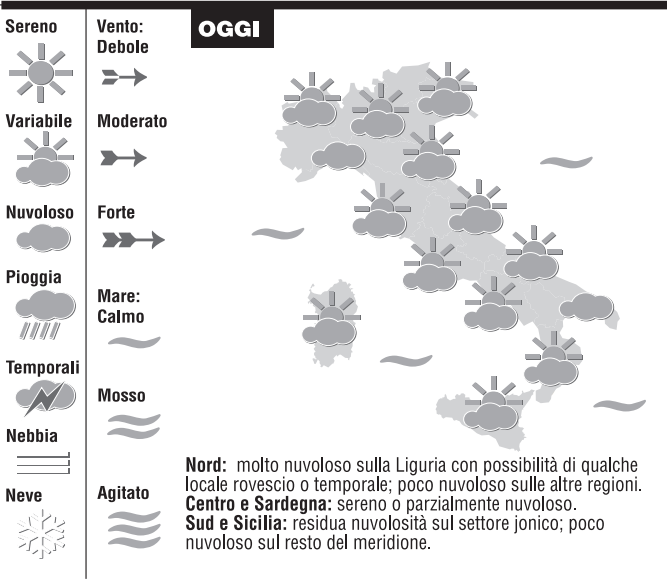 Sereno
Variabile
Nuvoloso
Pioggia
Temporali
Nebbia
Neve
Vento:
Debole
Moderato
Forte
Mare:
Calmo
Mosso
Agitato
OGGI
Nord: molto nuvoloso sulla Liguria con possibilità di qualche
locale rovescio o temporale; poco nuvoloso sulle altre regioni.
Centro e Sardegna: sereno o parzialmente nuvoloso.
Sud e Sicilia: residua nuvolosità sul settore jonico; poco
nuvoloso sul resto del meridione.